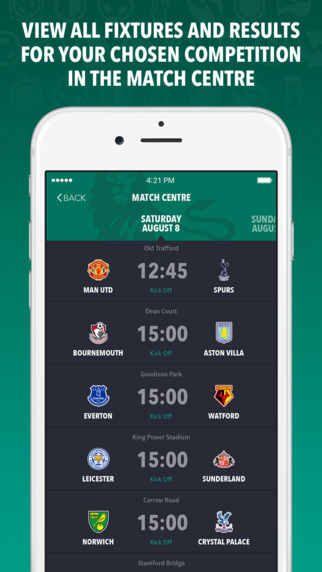 VIEW ALL FIXTURES AND RESULTS
FOR YOUR CHOSEN COMPETITION
IN THE MATCH CENTRE
4:21 PM
BACK
MATCH CENTRE
SATURDAY
AUGUST 8
SUNDA
AUGUS
Old Trafford
12:45
MAN UTD
Kick Off
SPURS
Dean Court
15:00
BOURNEMOUTH
Kick Off
ASTON VILLA
Goodison Park
15:00
EVERTON
Kick Off
WATFORD
King Power Stadium
15:00
LEICESTER
Kick Off
SUNDERLAND
Carrow Road
15:00
NORWICH
Kick Off
CRYSTAL PALACE
Stamford Bridge